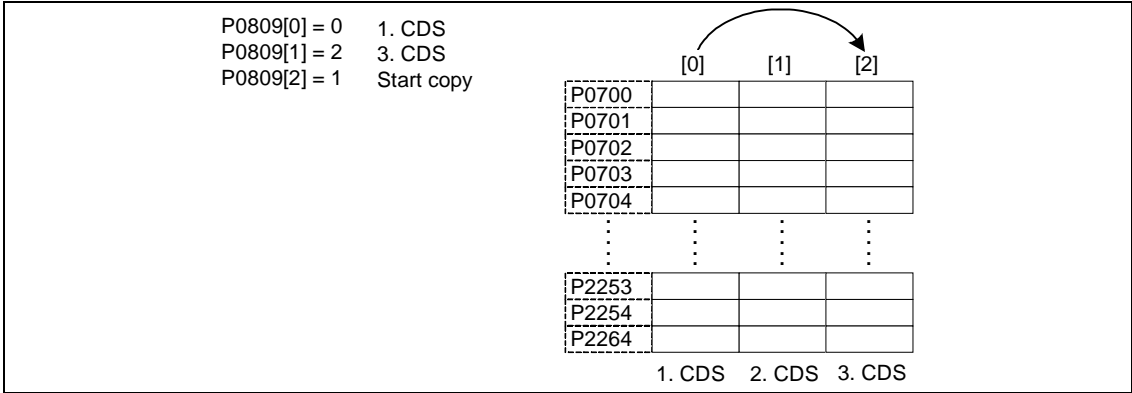 P0809[0] = 0 1. CDS
P0809[1] = 2 3. CDS
P0809[2] = 1 Start copy
[0] [1] [2]
P0700
P0701
P0702
P0703
P0704
P2253
P2254
P2264
1. CDS 2. CDS 3. CDS